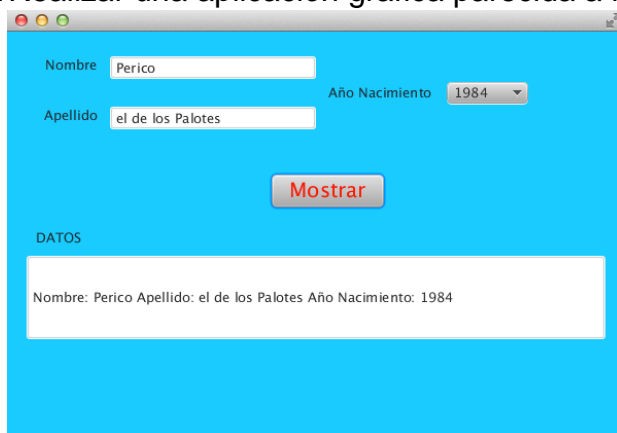 Realizar una aplicación gráfica parecida a
Nombre Perico
Año Nacimiento 1984
Apellido el de los Palotes
Mostrar
DATOS
Nombre: Perico Apellido: el de los Palotes Año Nacimiento: 1984